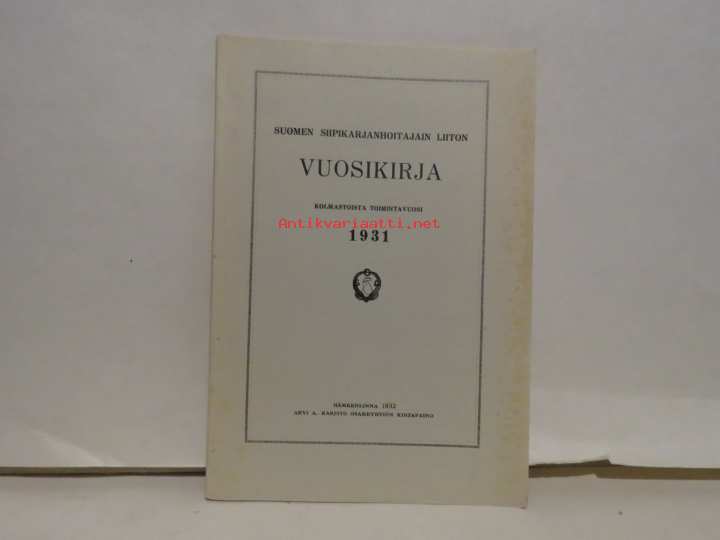 SUOMEN SIIPIKARJANHOITAJAIN LIITON
VUOSIKIRJA
KOLMASTOISTA TOIMINTAVUOSI
Antikvariaatti.net
1931
HÄMEENLINNA 1932
ARVI A. KARISTO OSAKEYHTIÖN KIRJAPAINO